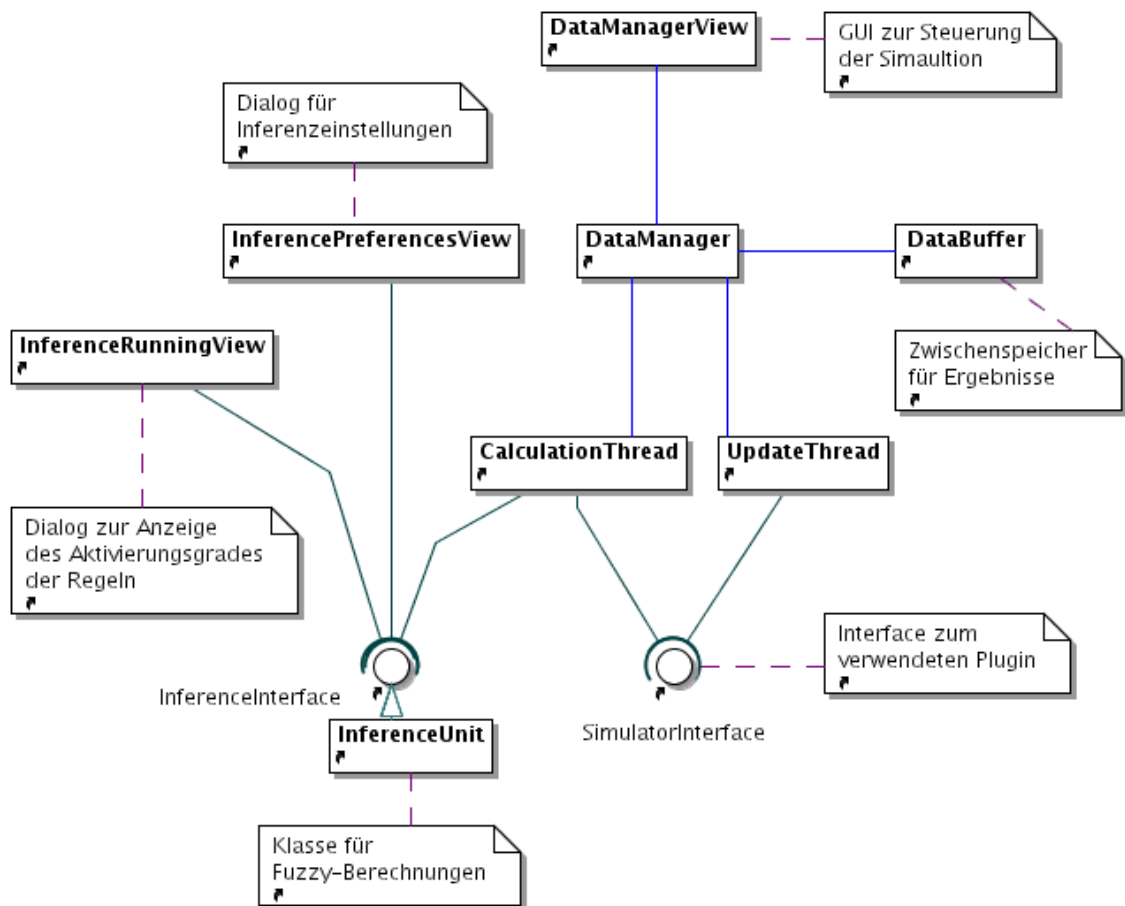 DataManagerView
GUI zur Steuerung
der Simaultion
Dialog für
Inferenzeinstellungen
InferencePreferencesView
DataManager
DataBuffer
InferenceRunningView
Zwischenspeicher
für Ergebnisse
CalculationThread
UpdateThread
Dialog zur Anzeige
des Aktivierungsgrades
der Regeln
Interface zum
verwendeten Plugin
InferenceInterface
SimulatorInterface
InferenceUnit
Klasse für
Fuzzy-Berechnungen